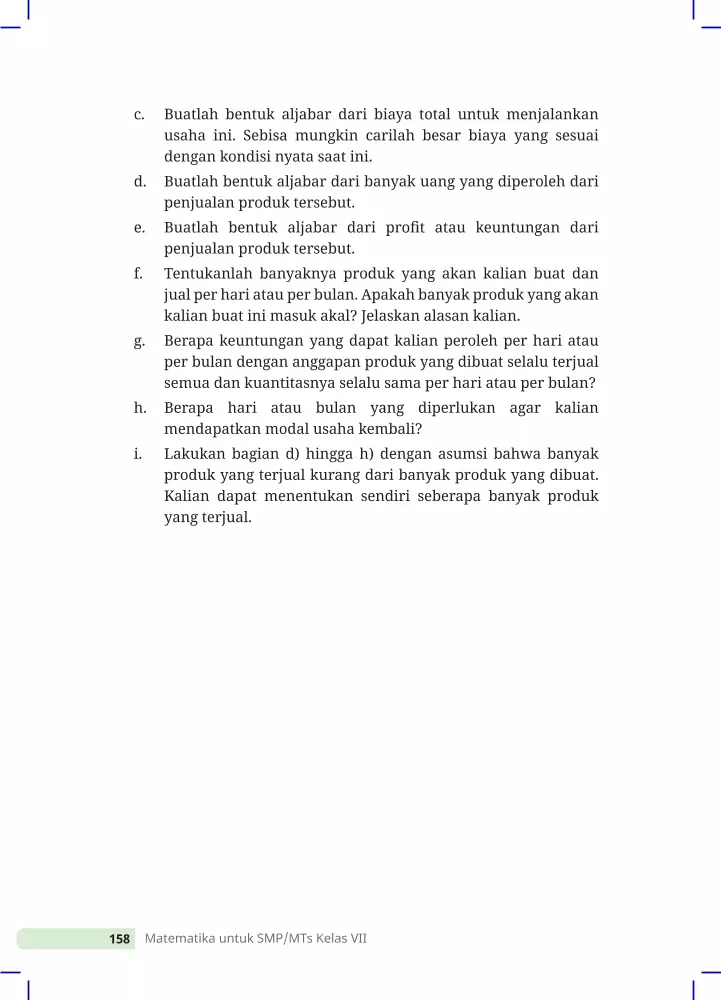 c. Buatlah bentuk aljabar dari biaya total untuk menjalankan
usaha ini. Sebisa mungkin carilah besar biaya yang sesuai
dengan kondisi nyata saat ini.
d. Buatlah bentuk aljabar dari banyak uang yang diperoleh dari
penjualan produk tersebut.
e. Buatlah bentuk aljabar dari profit atau keuntungan dari
penjualan produk tersebut.
f. Tentukanlah banyaknya produk yang akan kalian buat dan
jual per hari atau per bulan. Apakah banyak produk yang akan
kalian buat ini masuk akal? Jelaskan alasan kalian.
g. Berapa keuntungan yang dapat kalian peroleh per hari atau
per bulan dengan anggapan produk yang dibuat selalu terjual
semua dan kuantitasnya selalu sama per hari atau per bulan?
h. Berapa hari atau bulan yang diperlukan agar kalian
mendapatkan modal usaha kembali?
i. Lakukan bagian d) hingga h) dengan asumsi bahwa banyak
produk yang terjual kurang dari banyak produk yang dibuat.
Kalian dapat menentukan sendiri seberapa banyak produk
yang terjual.
158 Matematika untuk SMP/MTs Kelas VII